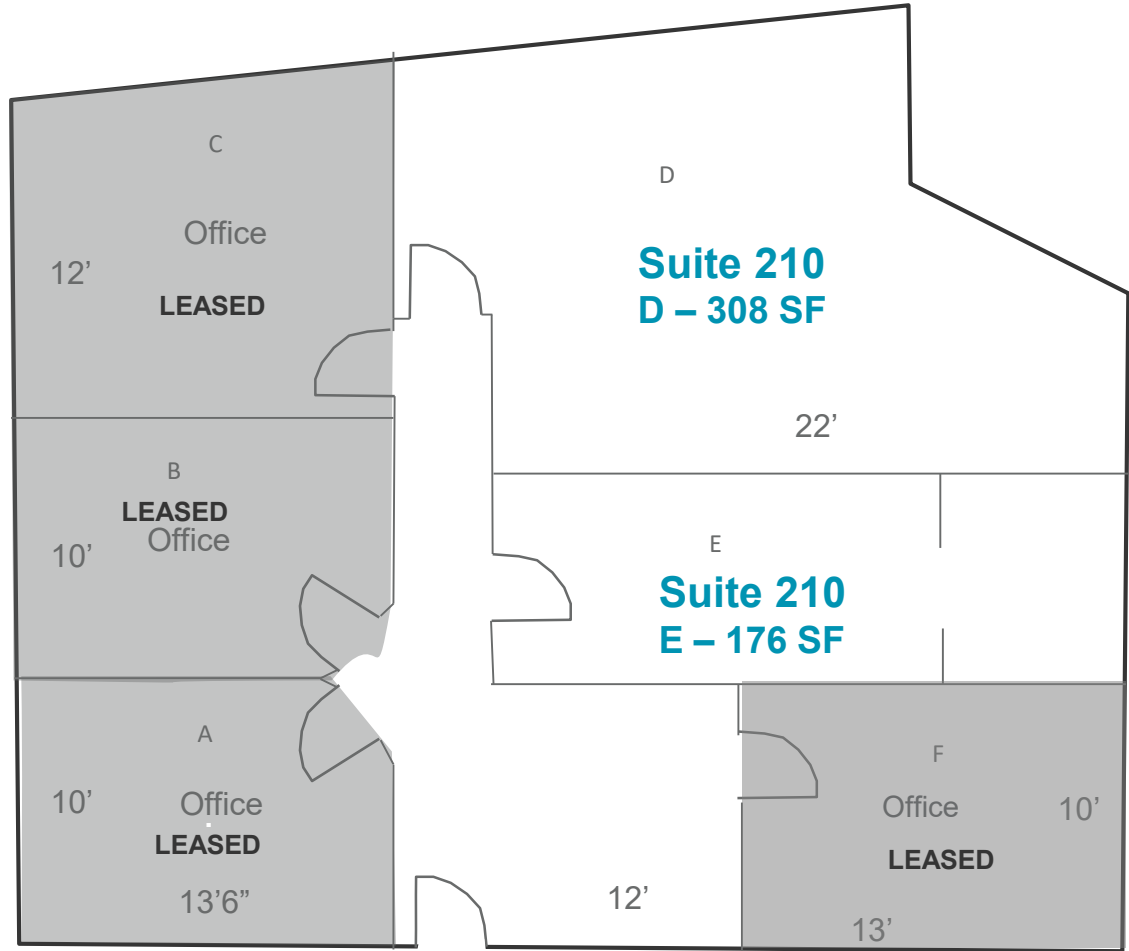 C
Office
12’
LEASED
D
Suite 210
D – 308 SF
22’
B
LEASED
Office
10’
E
Suite 210
E – 176 SF
A
10’
Office
LEASED
13’6”
12’
F
Office
10’
LEASED
13’